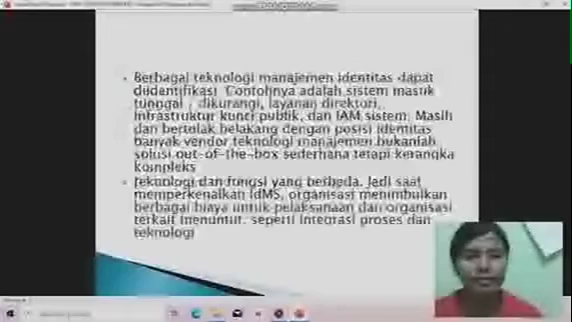 Berbagai teknologi manajemen identitas dapat
diidentifikasi Contohnya adalah sistem masuk
tunggal , dikurangi, layanan direktori,
infrastruktur kunci publik, dan IAM sistem. Masih
dan bertolak belakang dengan posisi identitas
banyak vendor teknologi manajemen bukanlah
solusi out-of-the-box sederhana tetapi kerangka
kompleks
teknologi dan fungsi yang berbeda. Jadi saat
memperkenalkan IdMS, organisasi menimbulkan
berbagai biaya untuk pelaksanaan dan organisasi
terkait menuntut. seperti integrasi proses dan
teknologi